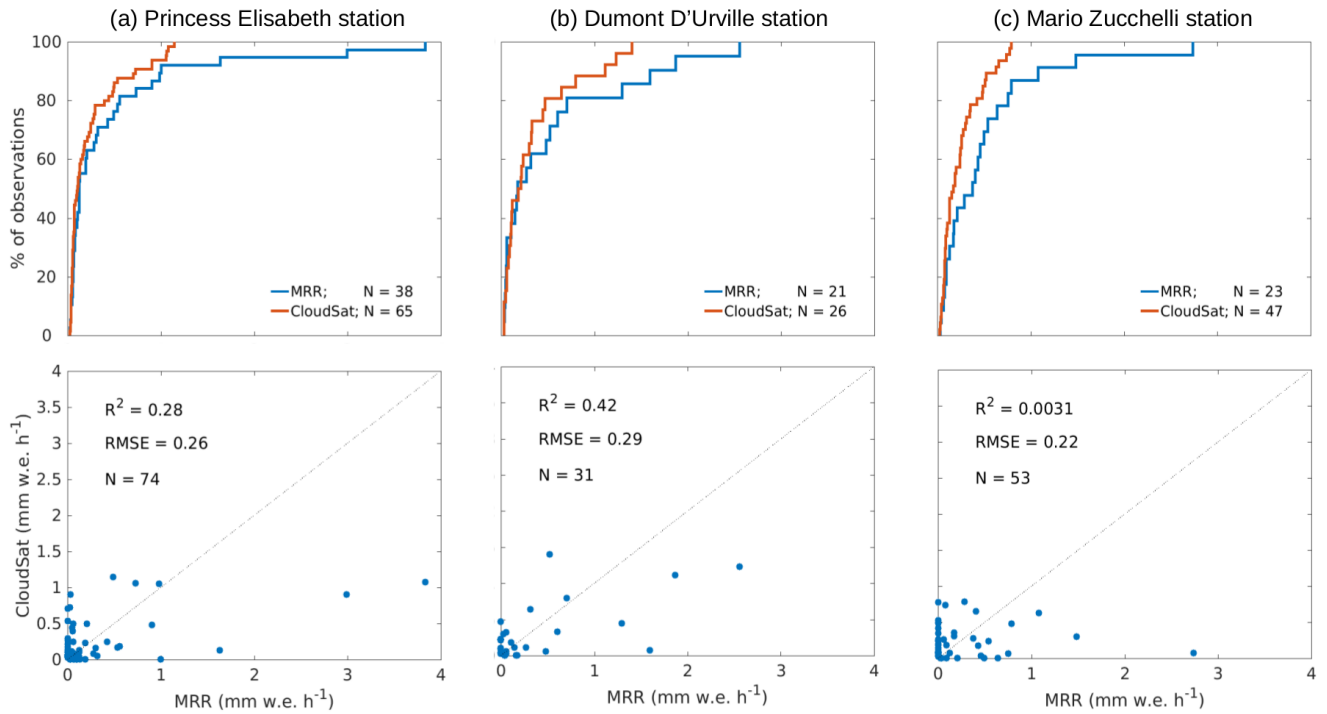 (a) Princess Elisabeth station
(b) Dumont D’Urville station
(c) Mario Zucchelli station
100
80
60
40
20
0
% of observations
MRR; N = 38
CloudSat; N = 65
MRR; N = 21
CloudSat; N = 26
MRR; N = 23
CloudSat; N = 47
4
3.5
3
2.5
2
1.5
1
0.5
0
CloudSat (mm w.e. h-1)
R2 = 0.28
RMSE = 0.26
N = 74
0 1 2 3 4
MRR (mm w.e. h-1)
R2 = 0.42
RMSE = 0.29
N = 31
0 1 2 3 4
MRR (mm w.e. h-1)
R2 = 0.0031
RMSE = 0.22
N = 53
0 1 2 3 4
MRR (mm w.e. h-1)